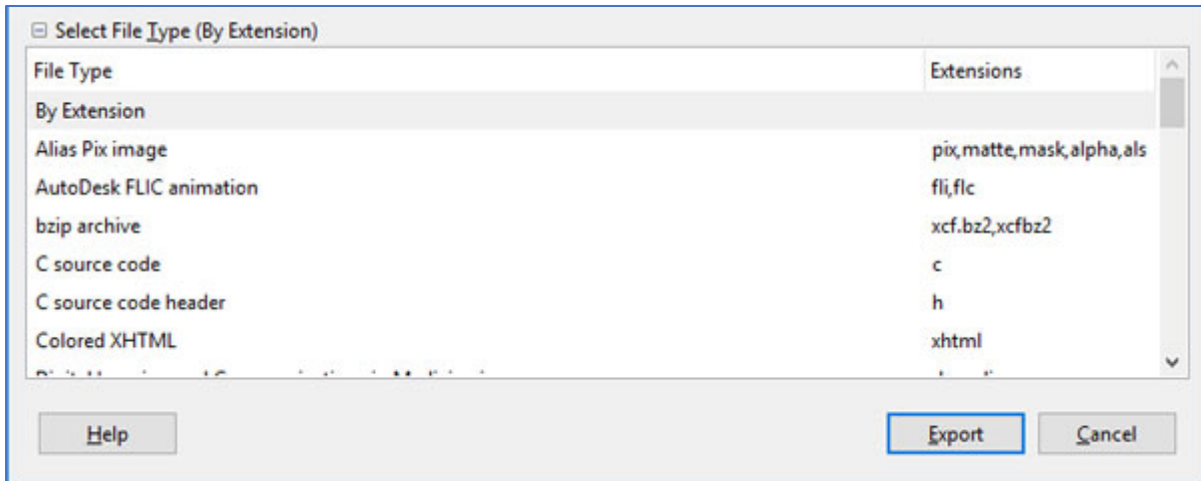 Select File Type (By Extension)
File Type Extensions
By Extension
Alias Pix image pix,matte,mask,alpha,als
AutoDesk FLIC animation fli,flc
bzip archive xcf.bz2,xcfbz2
C source code c
C source code header h
Colored XHTML xhtml
Help Export Cancel